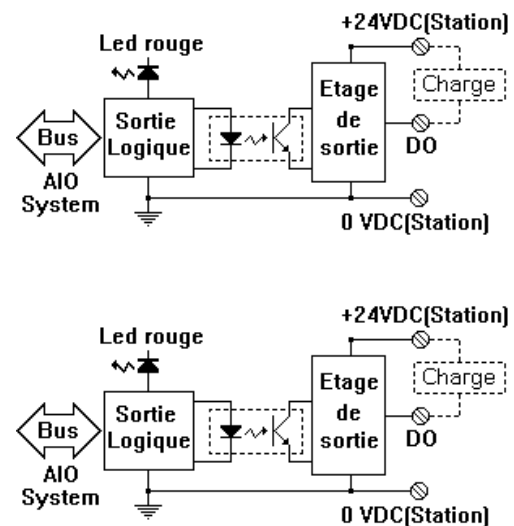 +24VDC(Station)
Led rouge
Charge
Etage
de
sortie
Sortie
Logique
Bus
DO
AIO
System
0 VDC(Station)
+24VDC(Station)
Led rouge
Charge
Etage
de
sortie
Sortie
Logique
Bus
DO
AIO
System
0 VDC(Station)